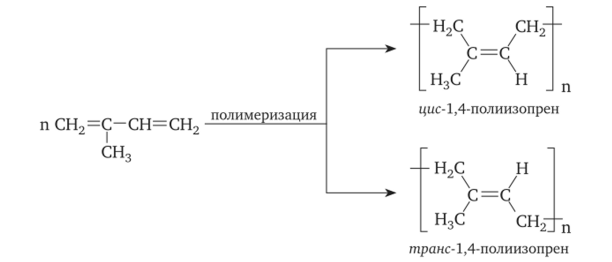 H₂C CH₂
C=C
H₃C H
n
цис-1,4-полиизопрен
n CH₂=C—CH=CH₂
CH₃
полимеризация
H₂C H
C=C
H₃C CH₂
n
транс-1,4-полиизопрен